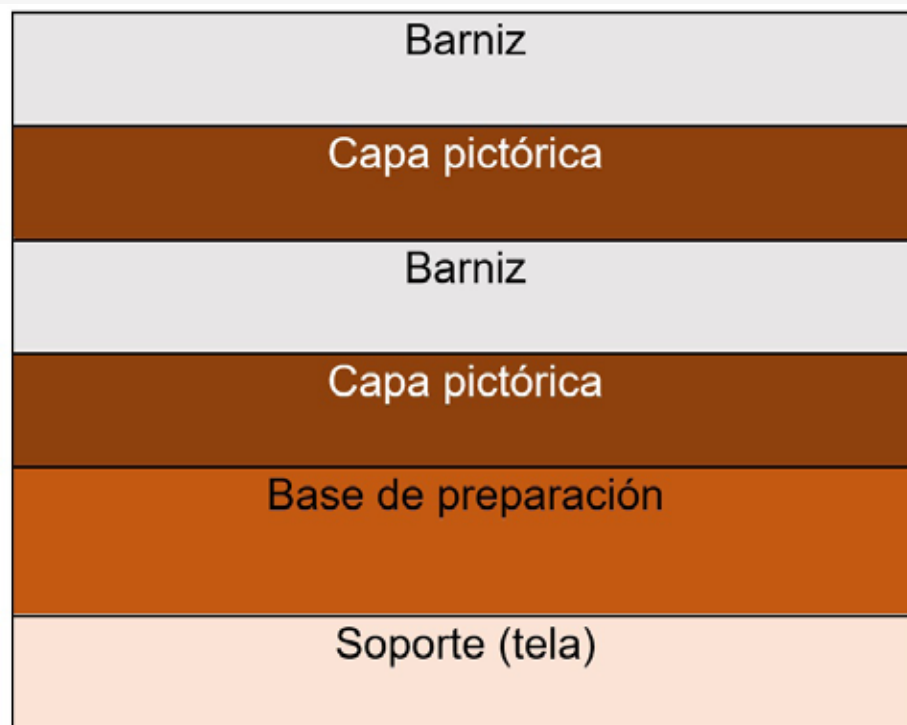 Barniz
Capa pictórica
Barniz
Capa pictórica
Base de preparación
Soporte (tela)